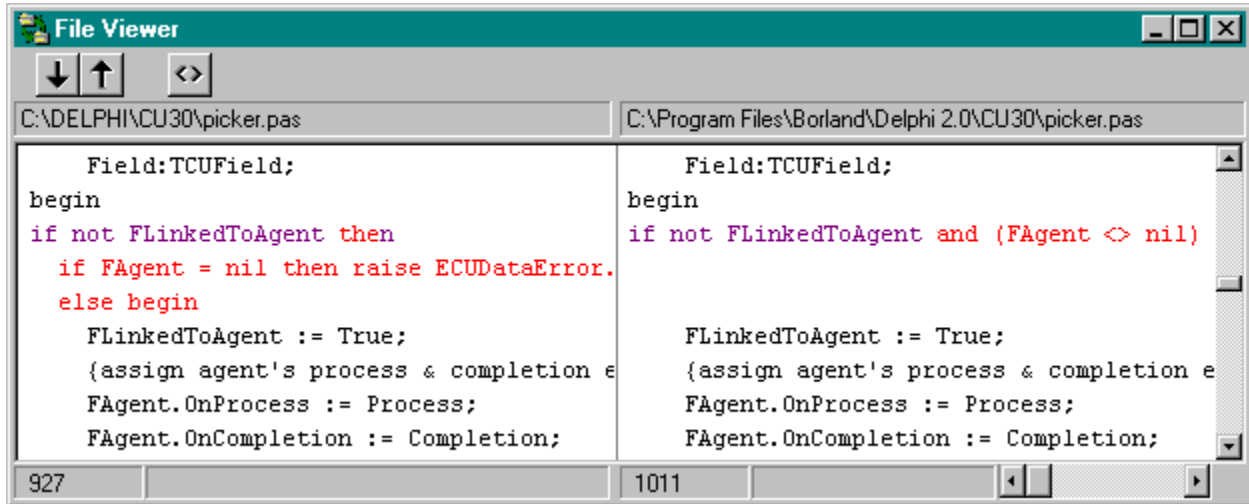 File Viewer
<>
C:\DELPHI\CU30\picker.pas
C:\Program Files\Borland\Delphi 2.0\CU30\picker.pas
Field:TCUField;
begin
if not FLinkedToAgent then
if FAgent = nil then raise ECUDataError.
else begin
FLinkedToAgent := True;
{assign agent's process & completion e
FAgent.OnProcess := Process;
FAgent.OnCompletion := Completion;
Field:TCUField;
begin
if not FLinkedToAgent and (FAgent <> nil)
FLinkedToAgent := True;
{assign agent's process & completion e
FAgent.OnProcess := Process;
FAgent.OnCompletion := Completion;
927
1011